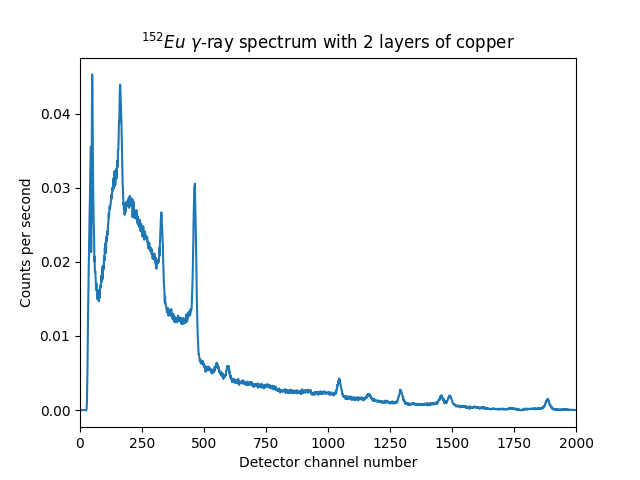 ¹⁵²Eu γ-ray spectrum with 2 layers of copper
Counts per second
0.04
0.03
0.02
0.01
0.00
0 250 500 750 1000 1250 1500 1750 2000
Detector channel number